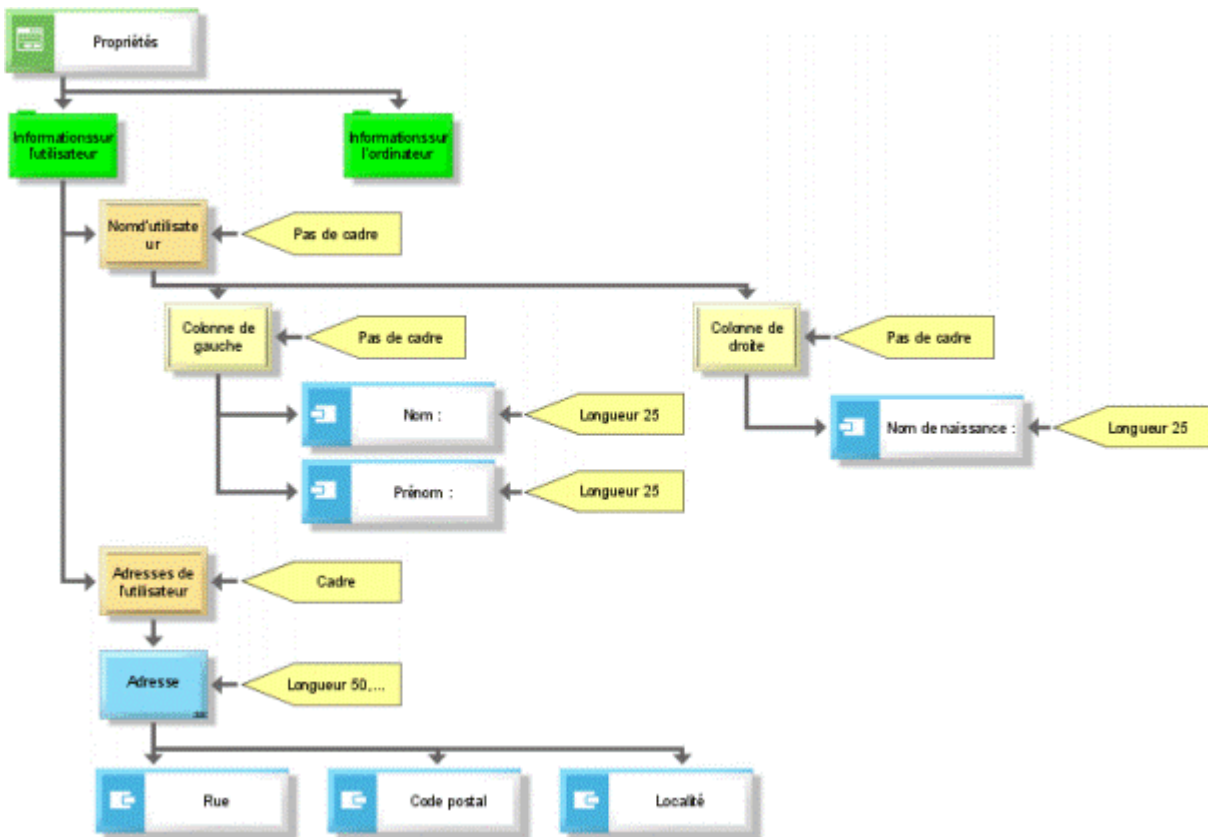 Propriétés
Informationssur
l'utilisateur
Informationssur
l'ordinateur
Nomd'utilisate
ur
Pas de cadre
Colonne de
gauche
Pas de cadre
Colonne de
droite
Pas de cadre
Nom :
Longueur 25
Nom de naissance :
Longueur 25
Prénom :
Longueur 25
Adresses de
l'utilisateur
Cadre
Adresse
Longueur 50,...
Rue
Code postal
Localité